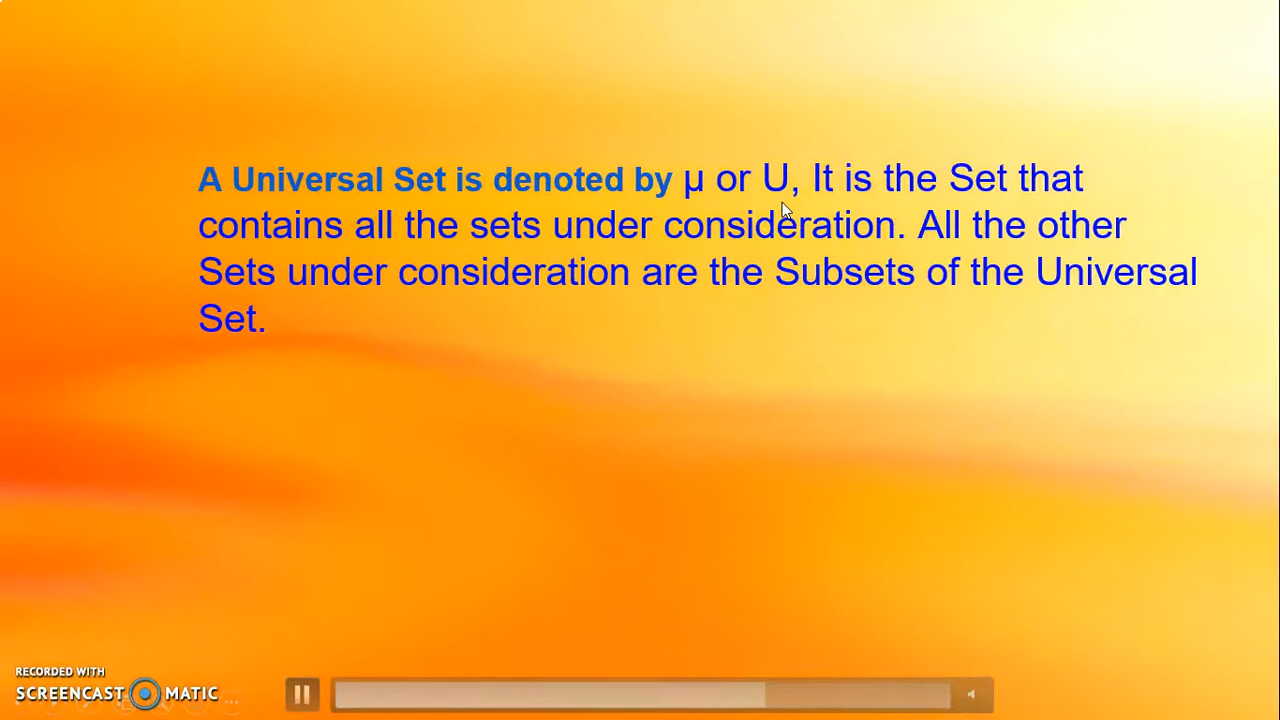 A Universal Set is denoted by µ or U, It is the Set that
contains all the sets under consideration. All the other
Sets under consideration are the Subsets of the Universal
Set.
RECORDED WITH
SCREENCAST MATIC